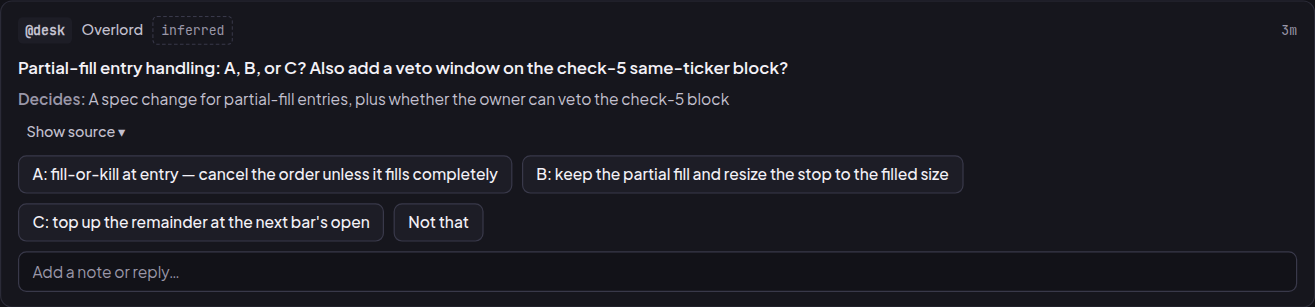 @desk Overlord inferred 3m
Partial-fill entry handling: A, B, or C? Also add a veto window on the check-5 same-ticker block?
Decides: A spec change for partial-fill entries, plus whether the owner can veto the check-5 block
Show source ▾
A: fill-or-kill at entry — cancel the order unless it fills completely B: keep the partial fill and resize the stop to the filled size
C: top up the remainder at the next bar's open Not that
Add a note or reply...